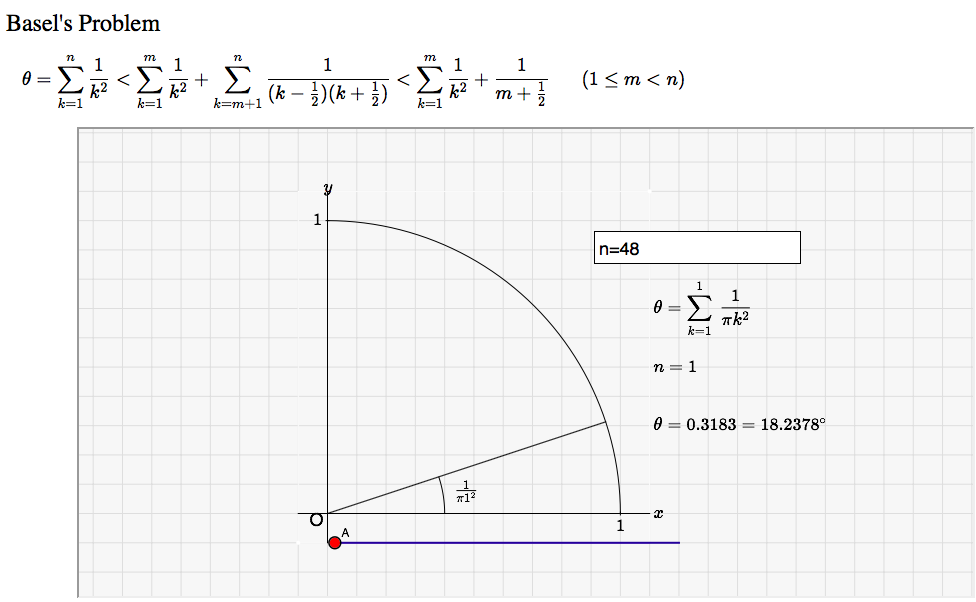 Basel's Problem
θ = ∑_{k=1}^{n} 1/k² < ∑_{k=1}^{m} 1/k² + ∑_{k=m+1}^{n} 1/((k − ½)(k + ½)) < ∑_{k=1}^{m} 1/k² + 1/(m + ½) (1 ≤ m < n)
y
1
n=48
θ = ∑_{k=1}^{1} 1/(πk²)
n = 1
θ = 0.3183 = 18.2378°
1/(π1²)
O
x
1
A